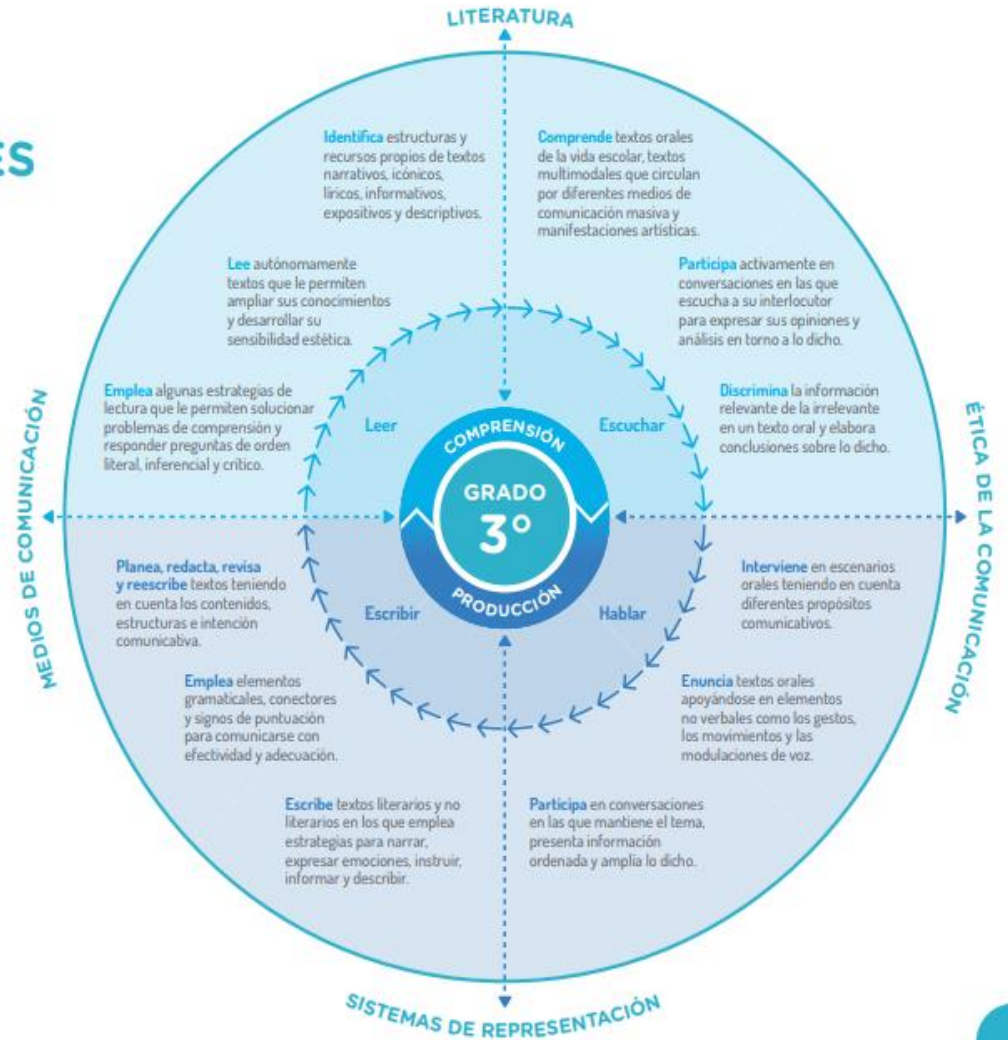 LITERATURA
ES
Identifica estructuras y
recursos propios de textos
narrativos, icónicos,
líricos, informativos,
expositivos y descriptivos.
Comprende textos orales
de la vida escolar, textos
multimodales que circulan
por diferentes medios de
comunicación masiva y
manifestaciones artísticas.
Lee autónomamente
textos que le permiten
ampliar sus conocimientos
y desarrollar su
sensibilidad estética.
Participa activamente en
conversaciones en las que
escucha a su interlocutor
para expresar sus opiniones y
análisis en torno a lo dicho.
Emplea algunas estrategias de
lectura que le permiten solucionar
problemas de comprensión y
responder preguntas de orden
literal, inferencial y crítico.
Discrimina la información
relevante de la irrelevante
en un texto oral y elabora
conclusiones sobre lo dicho.
Leer
Escuchar
COMPRENSIÓN
GRADO
3°
PRODUCCIÓN
MEDIOS DE COMUNICACIÓN
ÉTICA DE LA COMUNICACIÓN
Escribir
Hablar
Planea, redacta, revisa
y reescribe textos teniendo
en cuenta los contenidos,
estructuras e intención
comunicativa.
Interviene en escenarios
orales teniendo en cuenta
diferentes propósitos
comunicativos.
Emplea elementos
gramaticales, conectores
y signos de puntuación
para comunicarse con
efectividad y adecuación.
Enuncia textos orales
apoyándose en elementos
no verbales como los gestos,
los movimientos y las
modulaciones de voz.
Escribe textos literarios y no
literarios en los que emplea
estrategias para narrar,
expresar emociones, instruir,
informar y describir.
Participa en conversaciones
en las que mantiene el tema,
presenta información
ordenada y amplía lo dicho.
SISTEMAS DE REPRESENTACIÓN